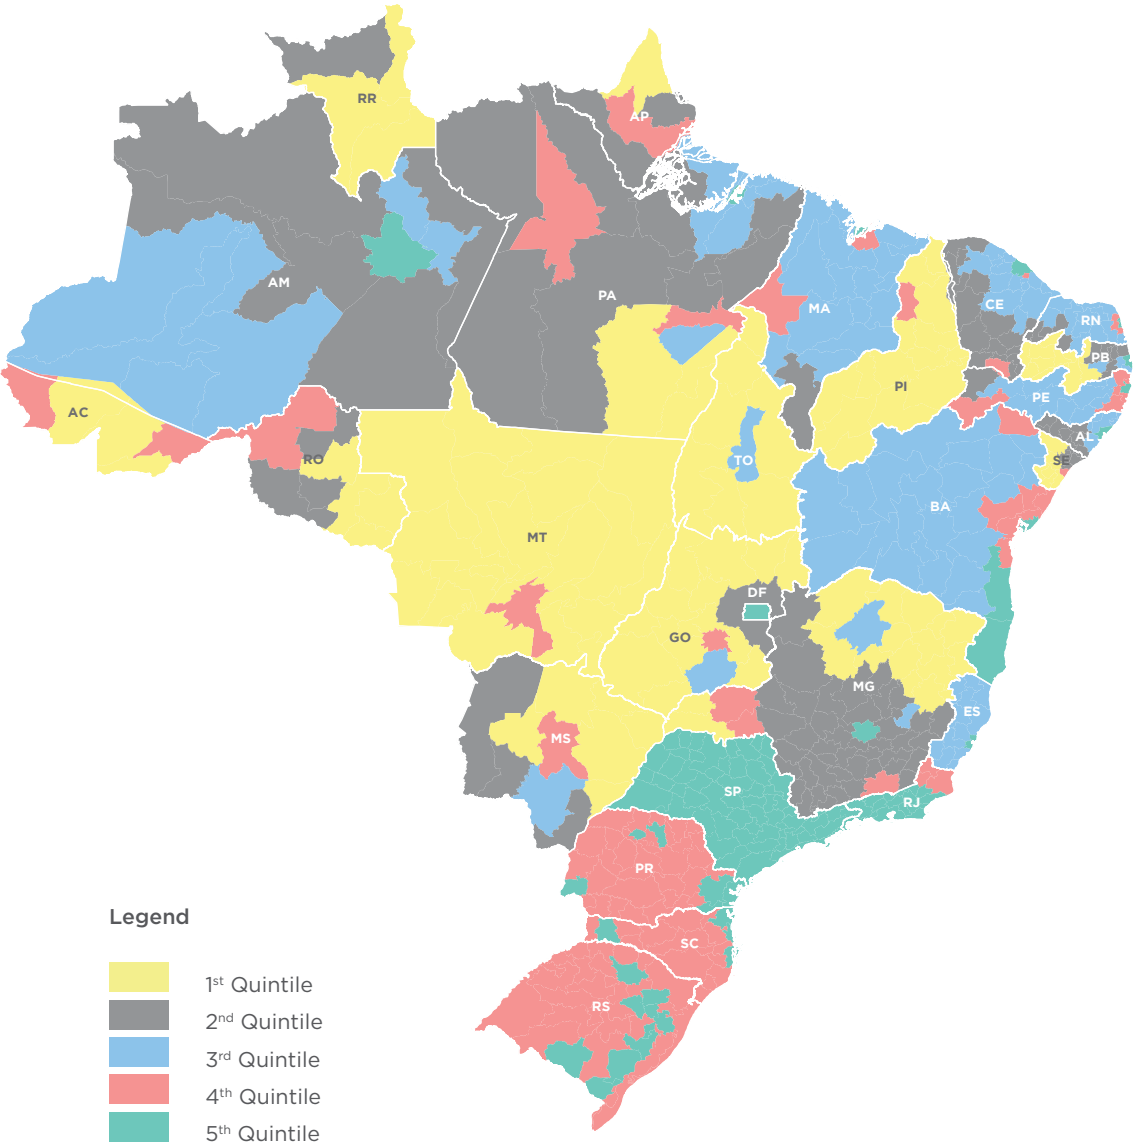 RR
AP
AM
PA
MA
CE
RN
PB
PI
PE
AC
AL
RO
TO
SE
BA
MT
DF
GO
MG
ES
MS
SP
RJ
PR
Legend
SC
1st Quintile
RS
2nd Quintile
3rd Quintile
4th Quintile
5th Quintile